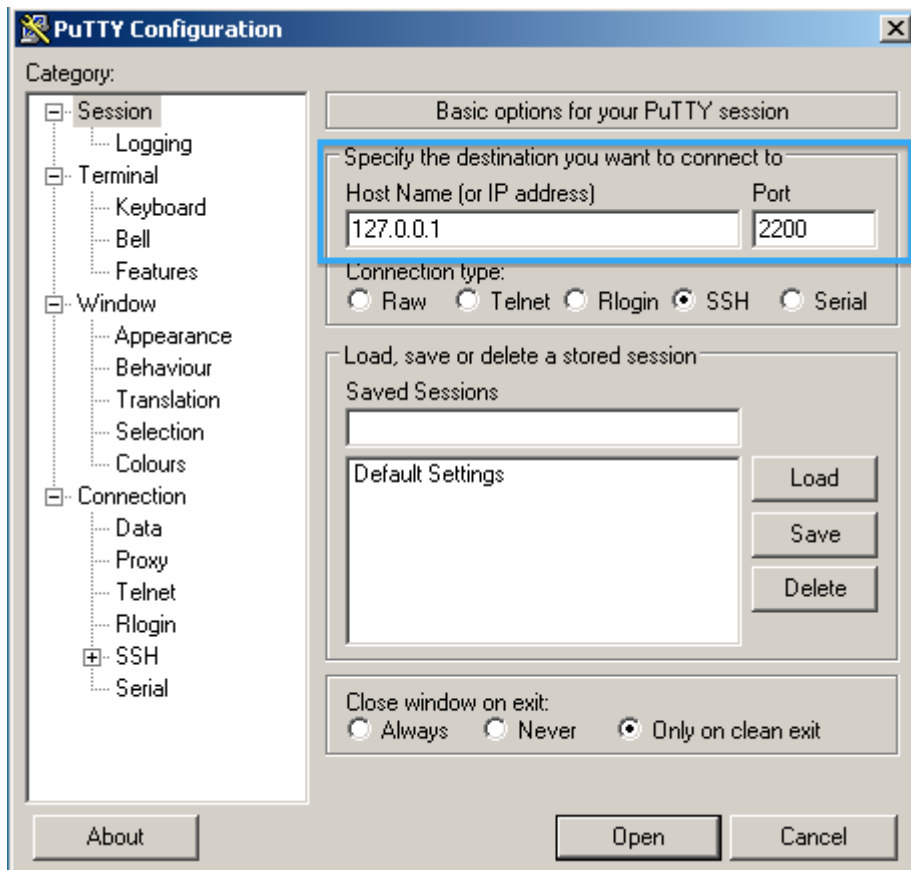 PuTTY Configuration
Category:
Session
Logging
Terminal
Keyboard
Bell
Features
Window
Appearance
Behaviour
Translation
Selection
Colours
Connection
Data
Proxy
Telnet
Rlogin
SSH
Serial
Basic options for your PuTTY session
Specify the destination you want to connect to
Host Name (or IP address) Port
127.0.0.1 2200
Connection type:
Raw Telnet Rlogin SSH Serial
Load, save or delete a stored session
Saved Sessions
Default Settings
Load
Save
Delete
Close window on exit:
Always Never Only on clean exit
About Open Cancel